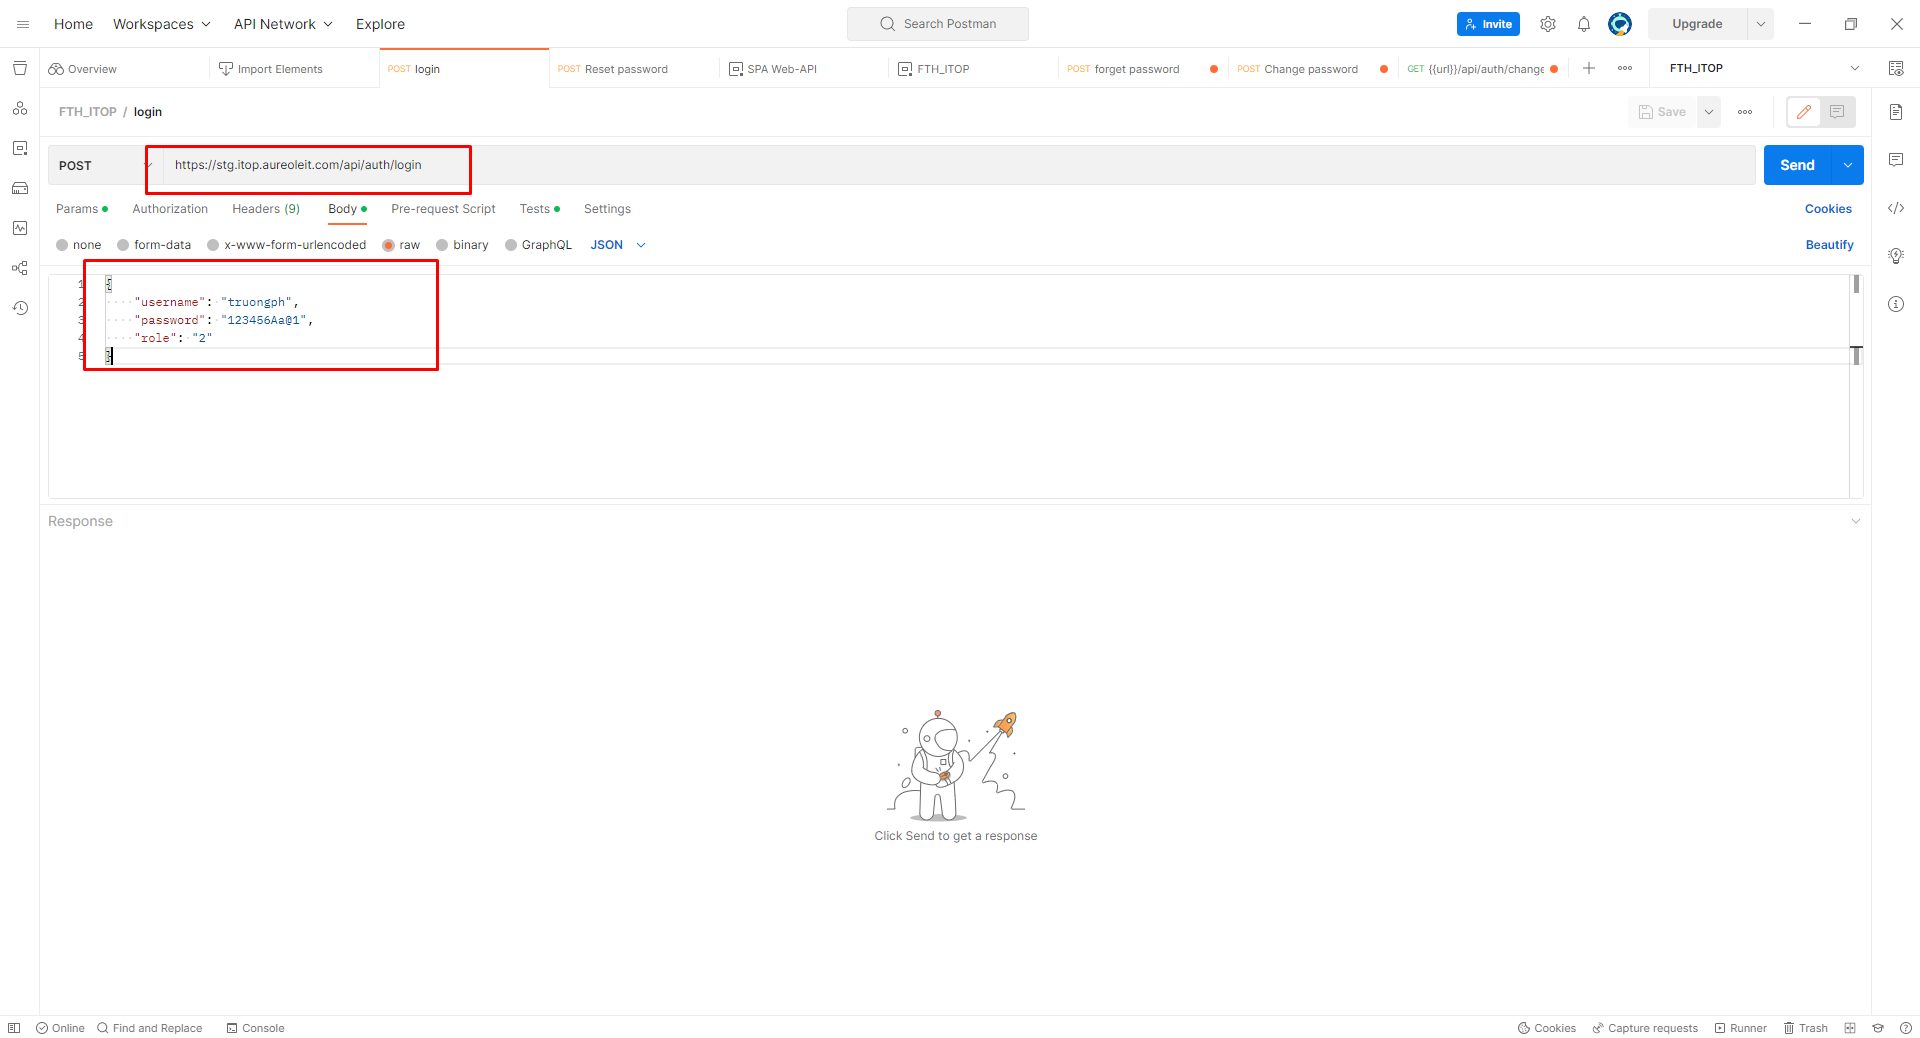 Home Workspaces API Network Explore Search Postman Invite Upgrade
Overview Import Elements POST login POST Reset password SPA Web-API FTH_ITOP POST forget password POST Change password GET {{url}}/api/auth/change FTH_ITOP
FTH_ITOP / login Save
POST https://stg.itop.aureoleit.com/api/auth/login Send
Params Authorization Headers (9) Body Pre-request Script Tests Settings Cookies
none form-data x-www-form-urlencoded raw binary GraphQL JSON Beautify
1 {
2 "username": "truongph",
3 "password": "123456Aa@1",
4 "role": "2"
5 }
Response
Click Send to get a response
Online Find and Replace Console Cookies Capture requests Runner Trash